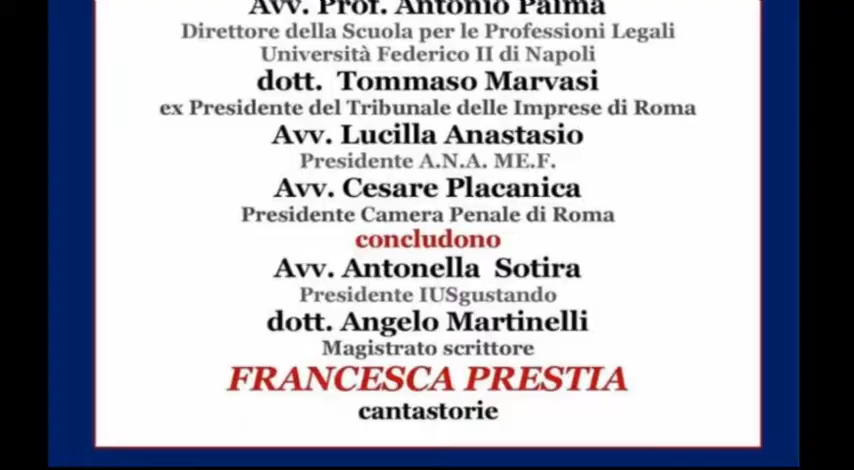 Avv. Prof. Antonio Palma
Direttore della Scuola per le Professioni Legali
Università Federico II di Napoli
dott. Tommaso Marvasi
ex Presidente del Tribunale delle Imprese di Roma
Avv. Lucilla Anastasio
Presidente A.N.A. ME.F.
Avv. Cesare Placanica
Presidente Camera Penale di Roma
concludono
Avv. Antonella Sotira
Presidente IUSgustando
dott. Angelo Martinelli
Magistrato scrittore
FRANCESCA PRESTIA
cantastorie